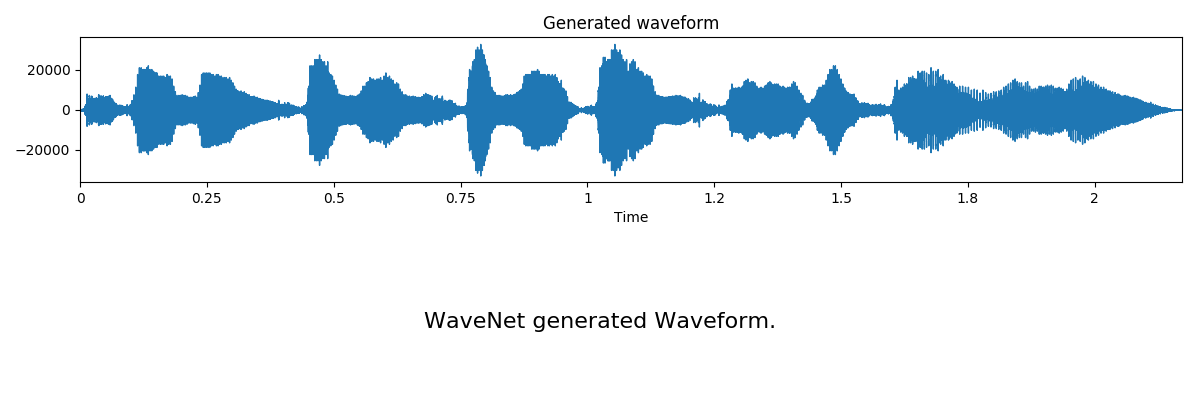 Generated waveform
20000
0
−20000
0 0.25 0.5 0.75 1 1.2 1.5 1.8 2
Time
WaveNet generated Waveform.